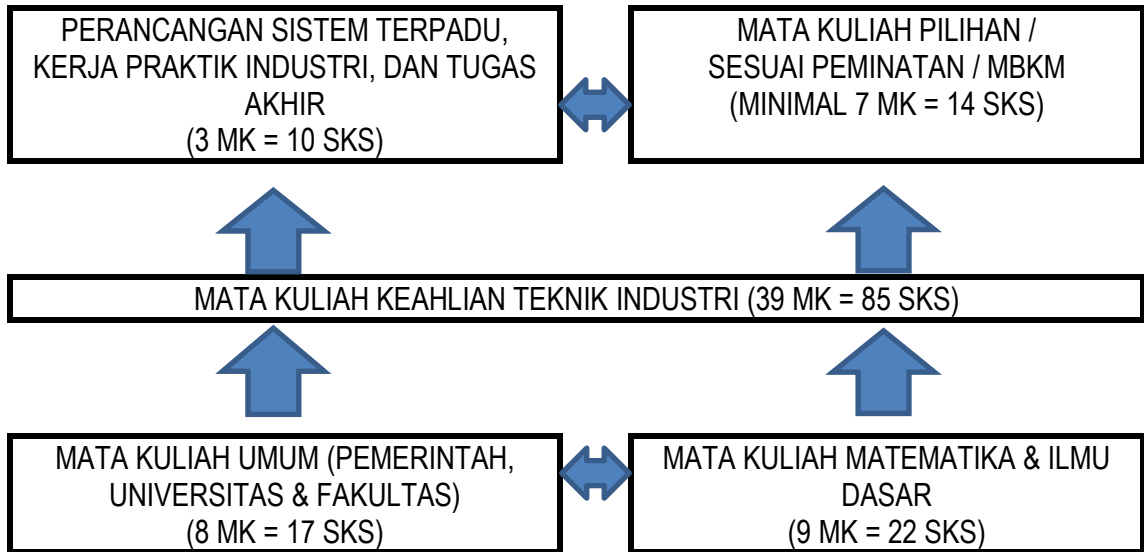 PERANCANGAN SISTEM TERPADU,
KERJA PRAKTIK INDUSTRI, DAN TUGAS
AKHIR
(3 MK = 10 SKS)
MATA KULIAH PILIHAN /
SESUAI PEMINATAN / MBKM
(MINIMAL 7 MK = 14 SKS)
MATA KULIAH KEAHLIAN TEKNIK INDUSTRI (39 MK = 85 SKS)
MATA KULIAH UMUM (PEMERINTAH,
UNIVERSITAS & FAKULTAS)
(8 MK = 17 SKS)
MATA KULIAH MATEMATIKA & ILMU
DASAR
(9 MK = 22 SKS)